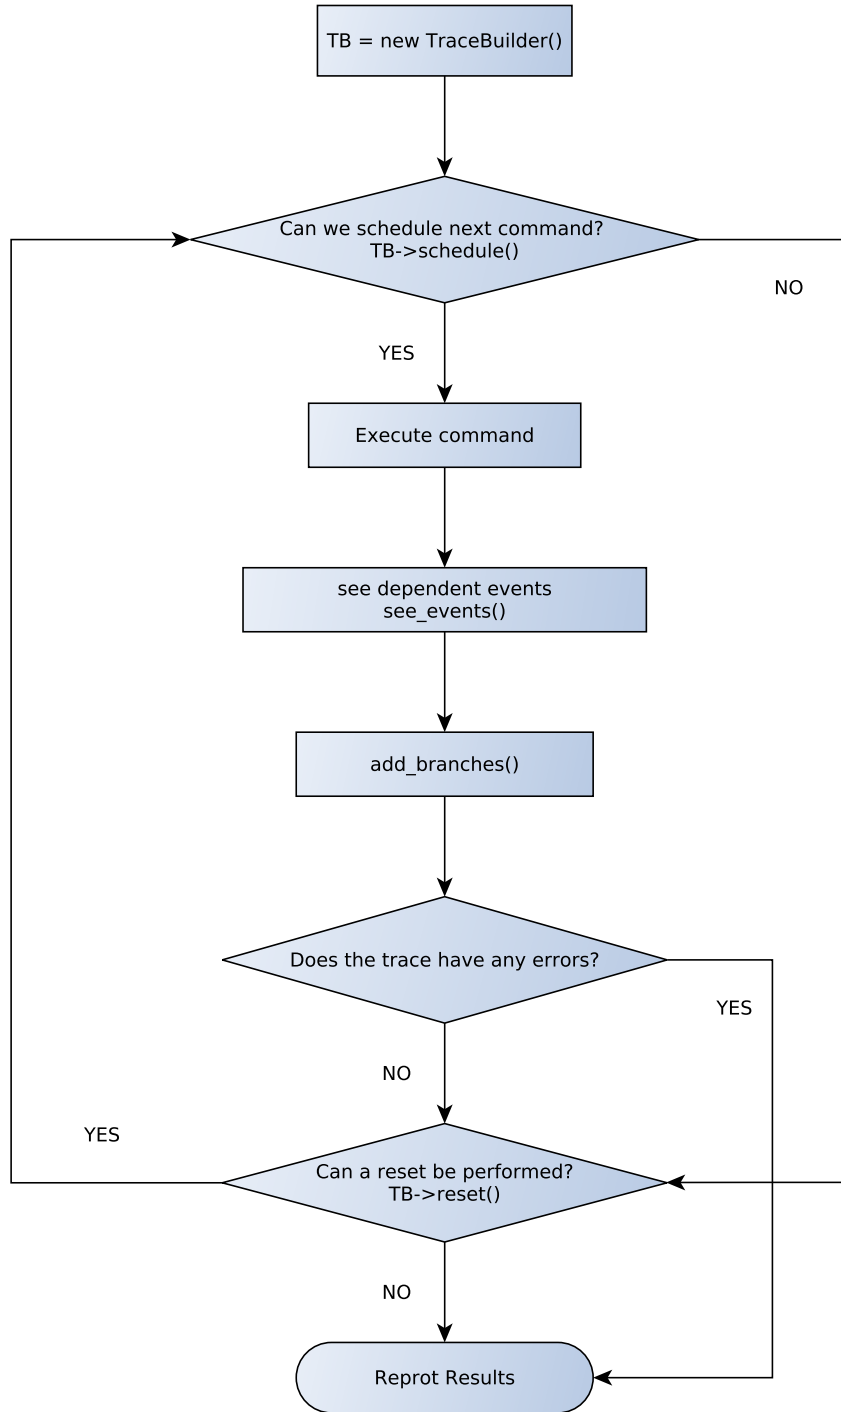 TB = new TraceBuilder()
Can we schedule next command?
TB->schedule()
NO
YES
Execute command
see dependent events
see_events()
add_branches()
Does the trace have any errors?
YES
NO
YES
Can a reset be performed?
TB->reset()
NO
Reprot Results